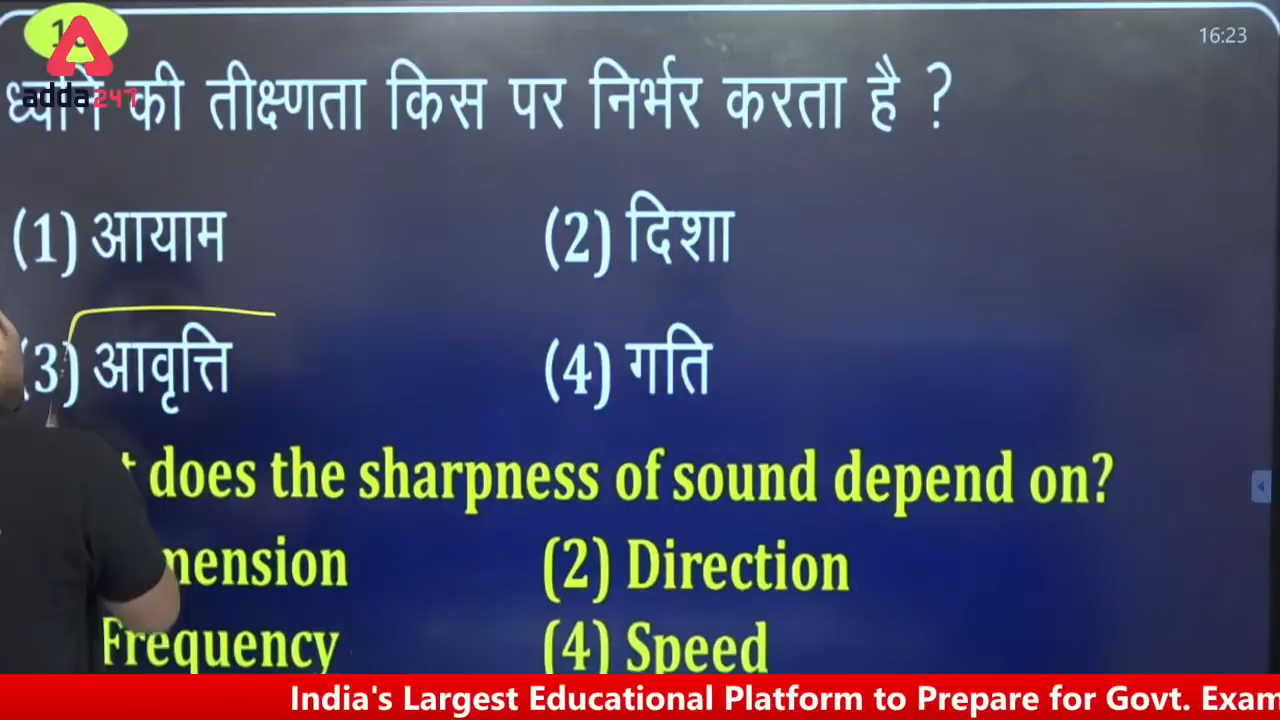 16:23
adda247
ध्वनि की तीक्ष्णता किस पर निर्भर करता है ?
(1) आयाम (2) दिशा
(3) आवृत्ति (4) गति
does the sharpness of sound depend on?
mension (2) Direction
Frequency (4) Speed
India's Largest Educational Platform to Prepare for Govt. Exam